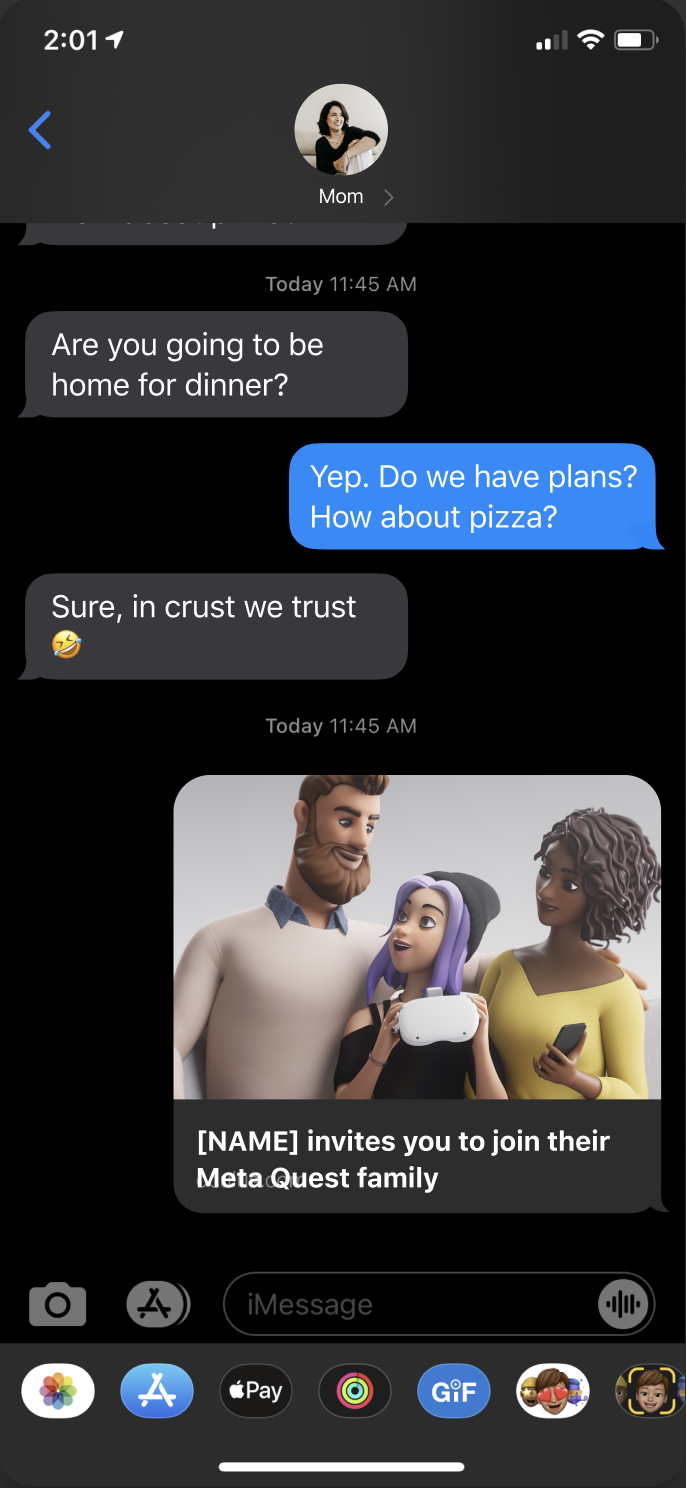 2:01
Mom
Today 11:45 AM
Are you going to be
home for dinner?
Yep. Do we have plans?
How about pizza?
Sure, in crust we trust
🤣
Today 11:45 AM
[NAME] invites you to join their
Meta Quest family
iMessage
Pay
GIF